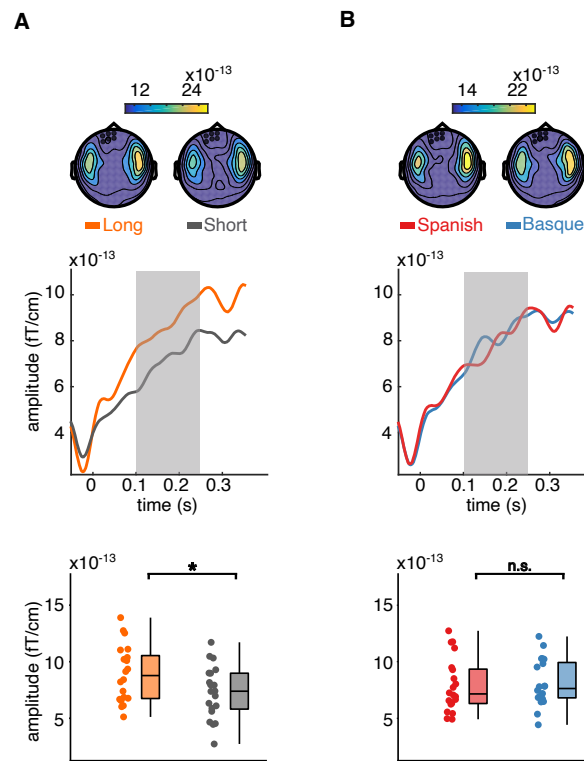 A
B
x10-13
12 24
x10-13
14 22
Long Short
Spanish Basque
x10-13
10
8
6
4
amplitude (fT/cm)
0 0.1 0.2 0.3
time (s)
x10-13
10
8
6
4
0 0.1 0.2 0.3
time (s)
x10-13
*
15
10
5
amplitude (fT/cm)
x10-13
n.s.
15
10
5